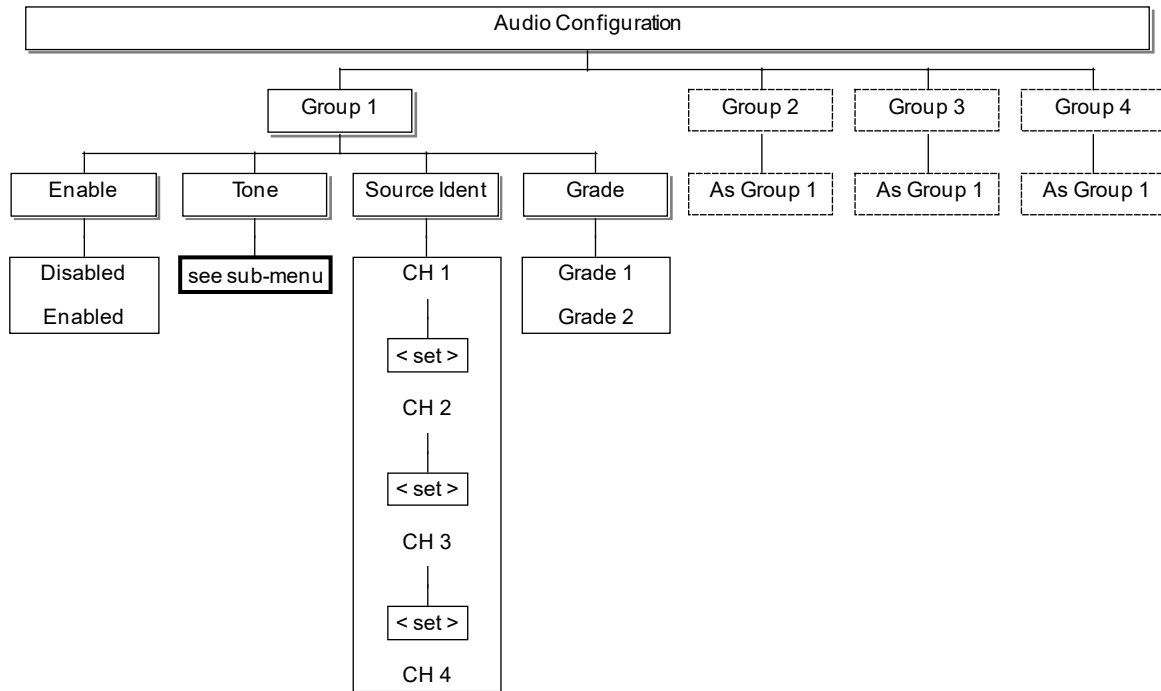 Audio Configuration
Group 1
Group 2
Group 3
Group 4
Enable
Tone
Source Ident
Grade
As Group 1
As Group 1
As Group 1
Disabled
Enabled
see sub-menu
CH 1
< set >
CH 2
< set >
CH 3
< set >
CH 4
Grade 1
Grade 2